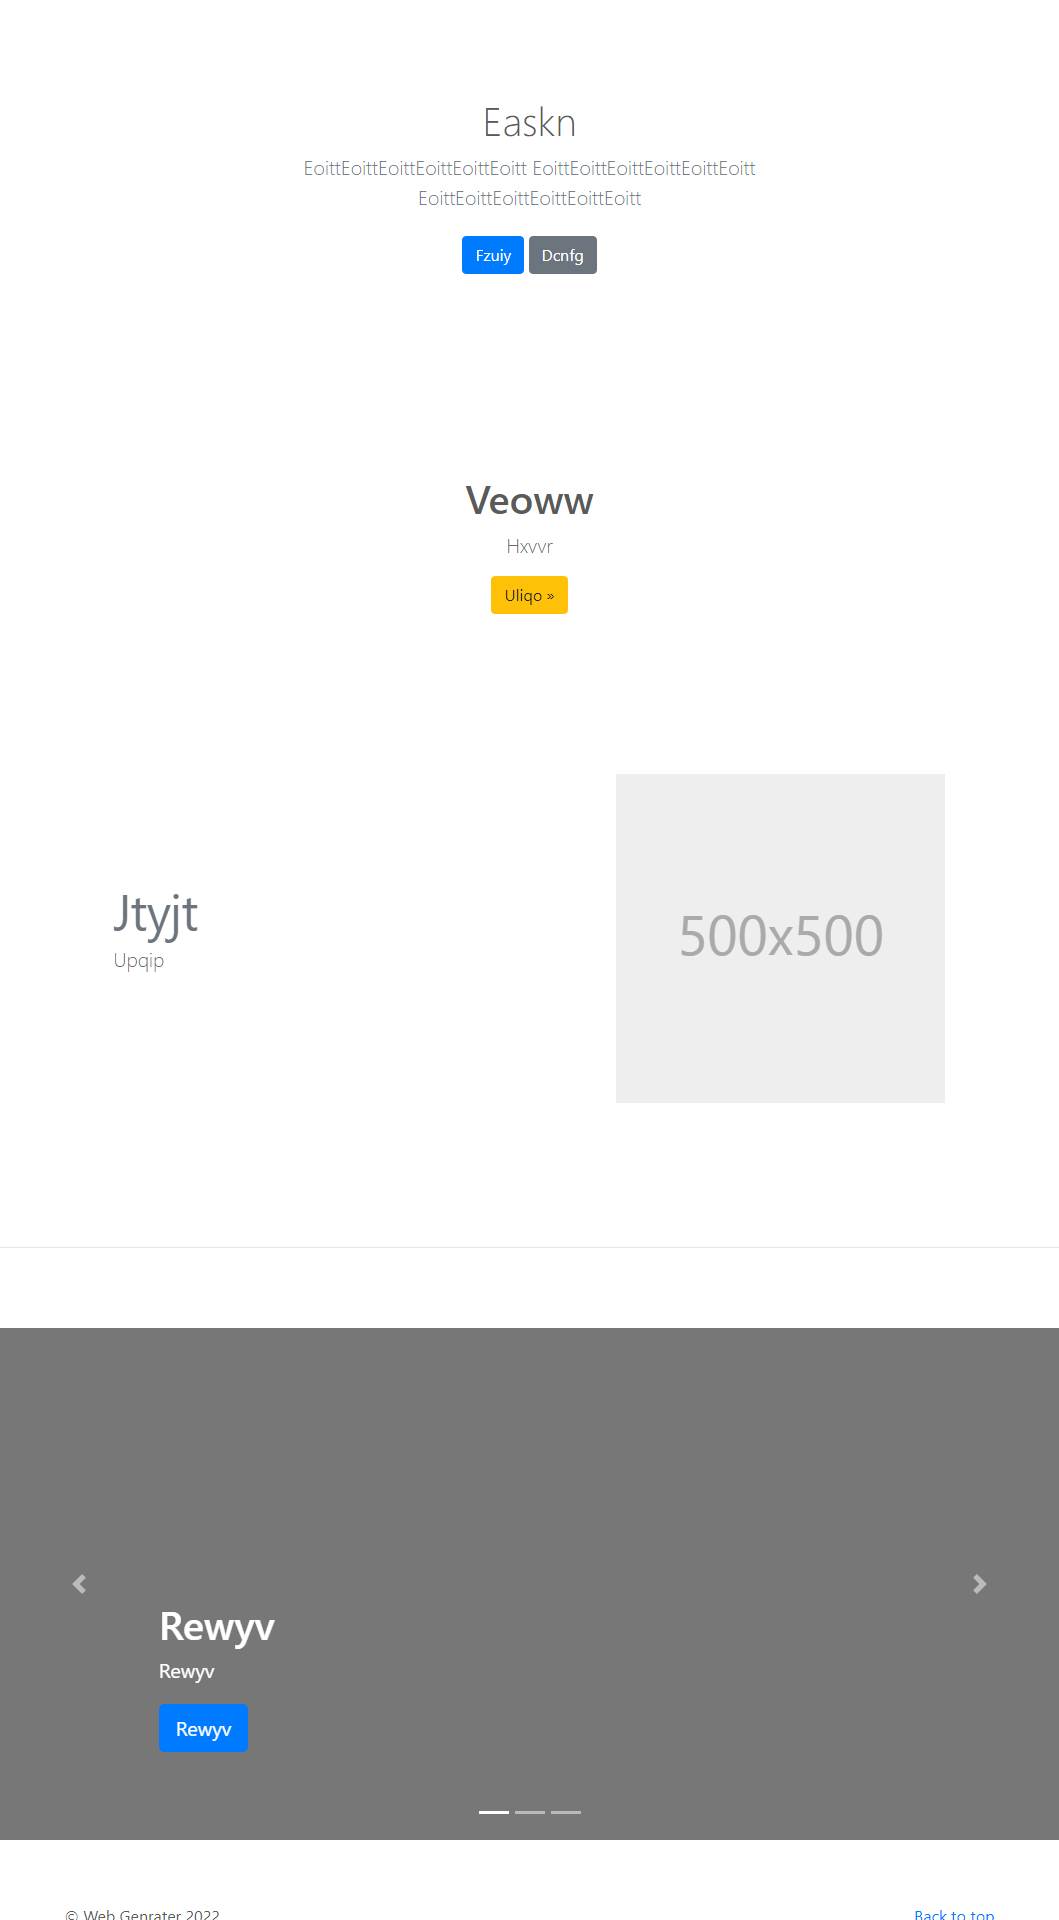 Easkn
EoittEoittEoittEoittEoittEoitt EoittEoittEoittEoittEoittEoitt
EoittEoittEoittEoittEoittEoitt
Fzuiy Dcnfg
Veoww
Hxvvr
Uliqo »
Jtyjt
Upqip
500x500
Rewyv
Rewyv
Rewyv
© Web Genrater 2022
Back to top